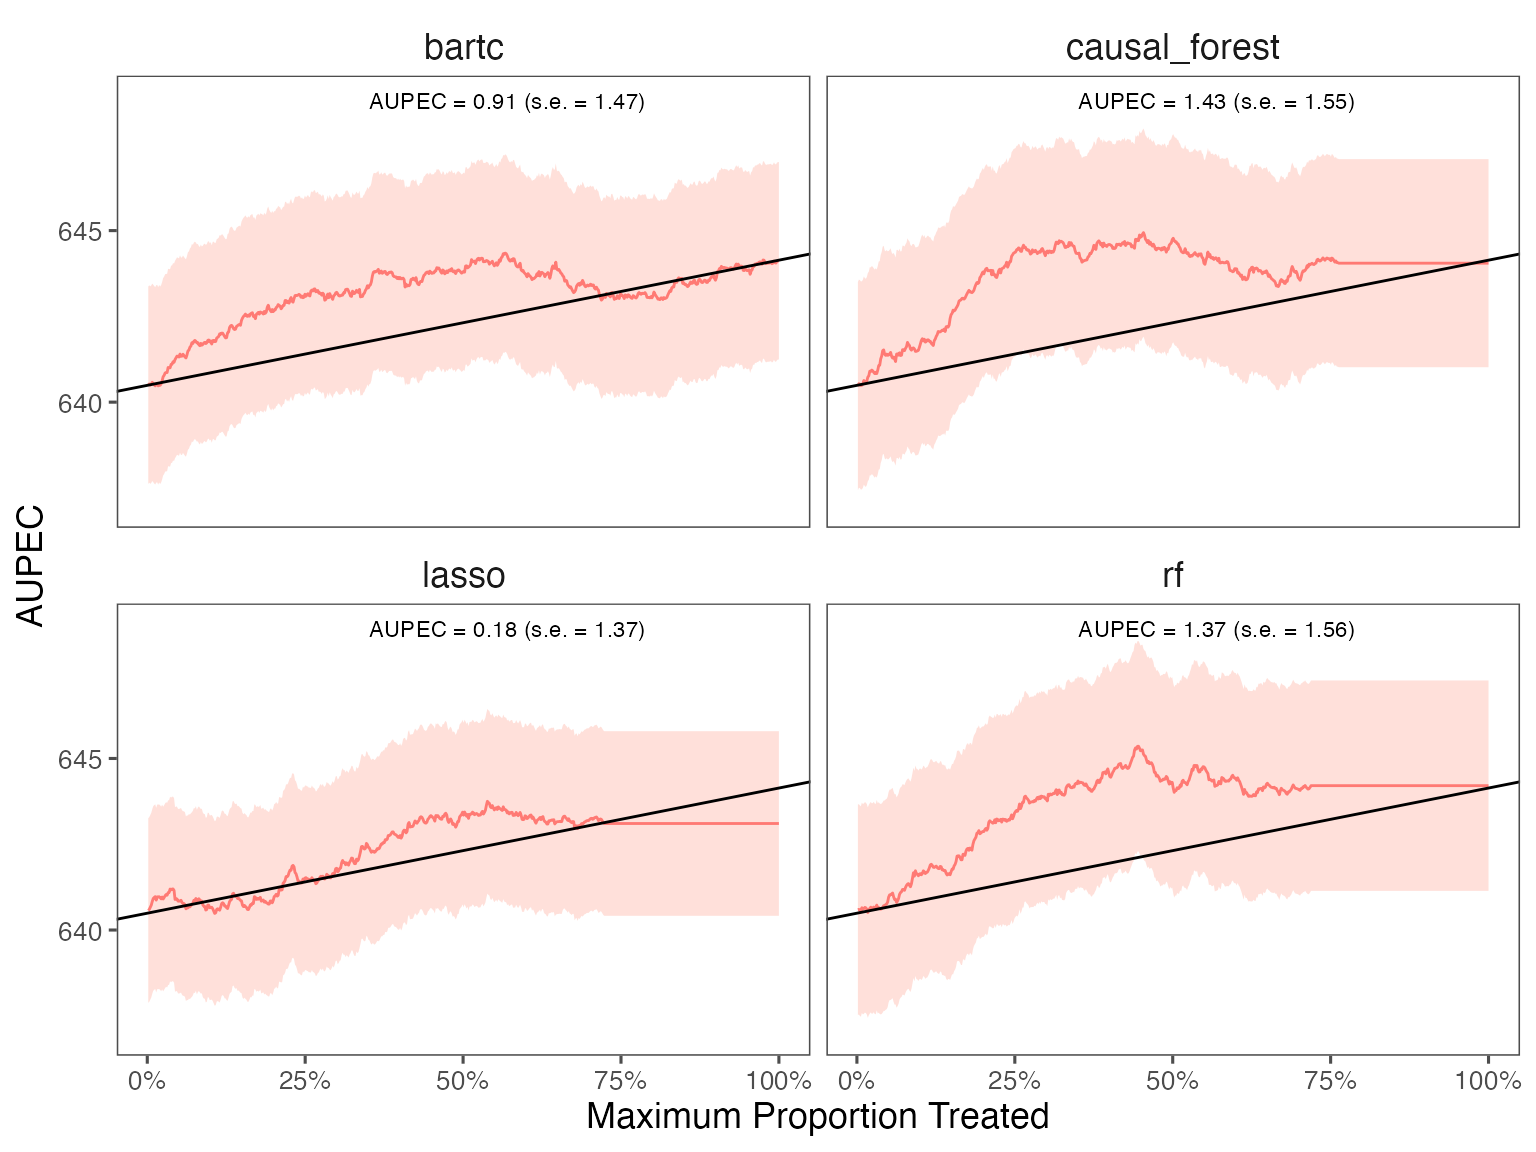 bartc
causal_forest
AUPEC = 0.91 (s.e. = 1.47)
AUPEC = 1.43 (s.e. = 1.55)
645
640
AUPEC
lasso
rf
AUPEC = 0.18 (s.e. = 1.37)
AUPEC = 1.37 (s.e. = 1.56)
645
640
0% 25% 50% 75% 100% 0% 25% 50% 75% 100%
Maximum Proportion Treated